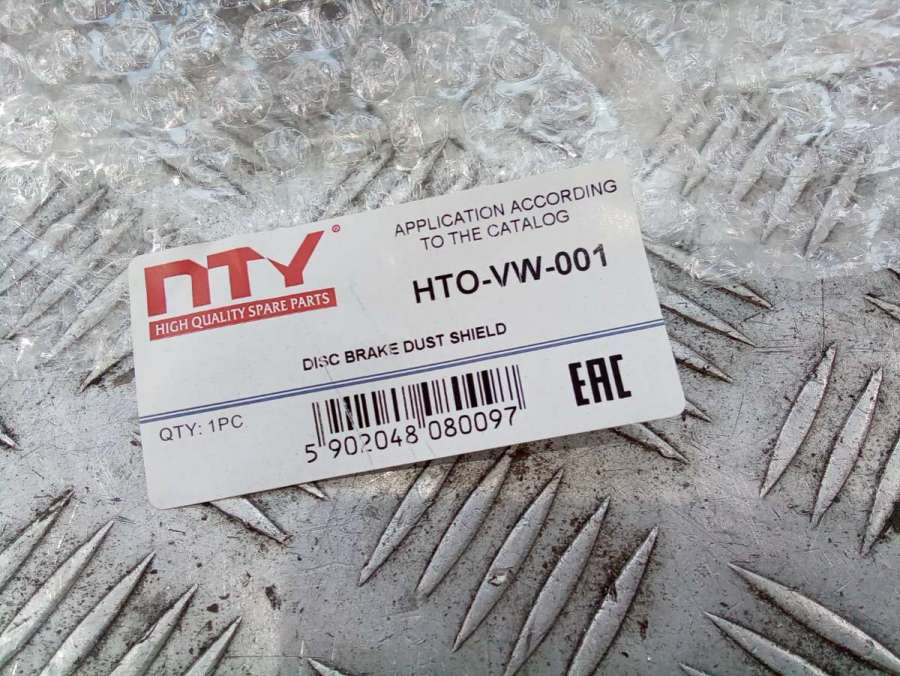 NTY®
HIGH QUALITY SPARE PARTS
APPLICATION ACCORDING
TO THE CATALOG
HTO-VW-001
DISC BRAKE DUST SHIELD
QTY: 1PC
5 902048 080097
EAC